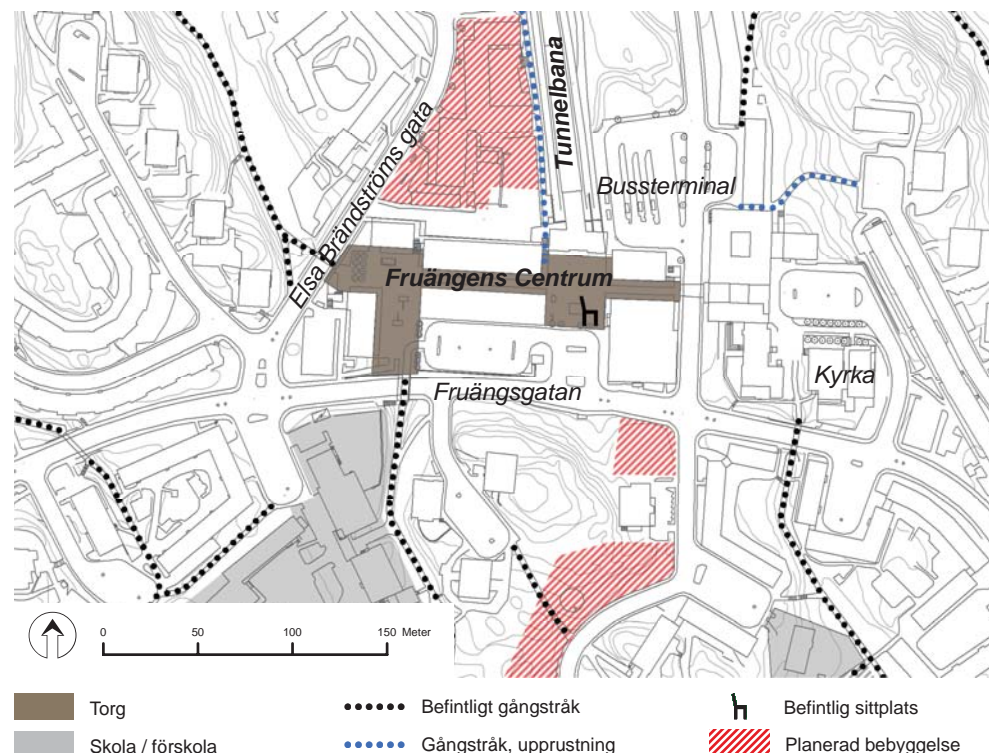 Tunnelbana
Elsa Brändströms gata
Bussterminal
Fruängens Centrum
Kyrka
Fruängsgatan
0 50 100 150 Meter
Torg
Befintligt gångstråk
Befintlig sittplats
Skola / förskola
Gångstråk, upprustning
Planerad bebyggelse